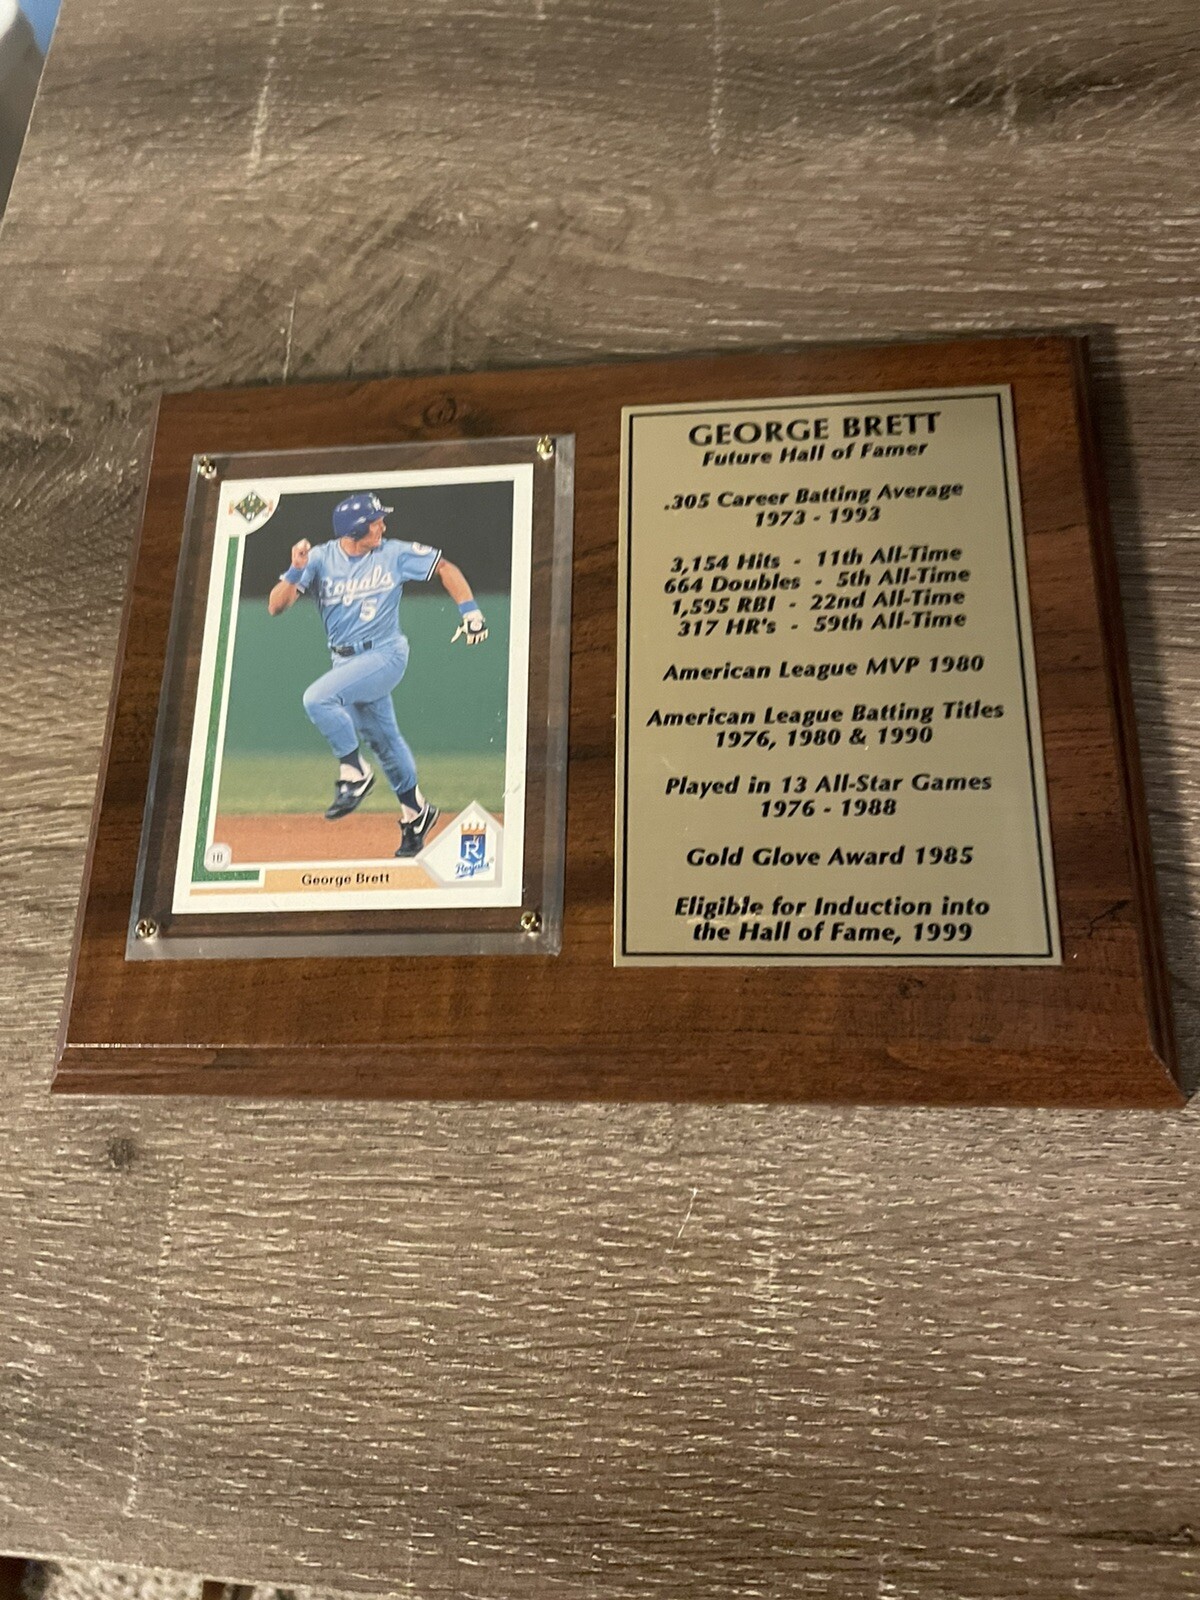 Royals
5
1B
George Brett
R
Royals
GEORGE BRETT
Future Hall of Famer
.305 Career Batting Average
1973 - 1993
3,154 Hits - 11th All-Time
664 Doubles - 5th All-Time
1,595 RBI - 22nd All-Time
317 HR's - 59th All-Time
American League MVP 1980
American League Batting Titles
1976, 1980 & 1990
Played in 13 All-Star Games
1976 - 1988
Gold Glove Award 1985
Eligible for Induction into
the Hall of Fame, 1999